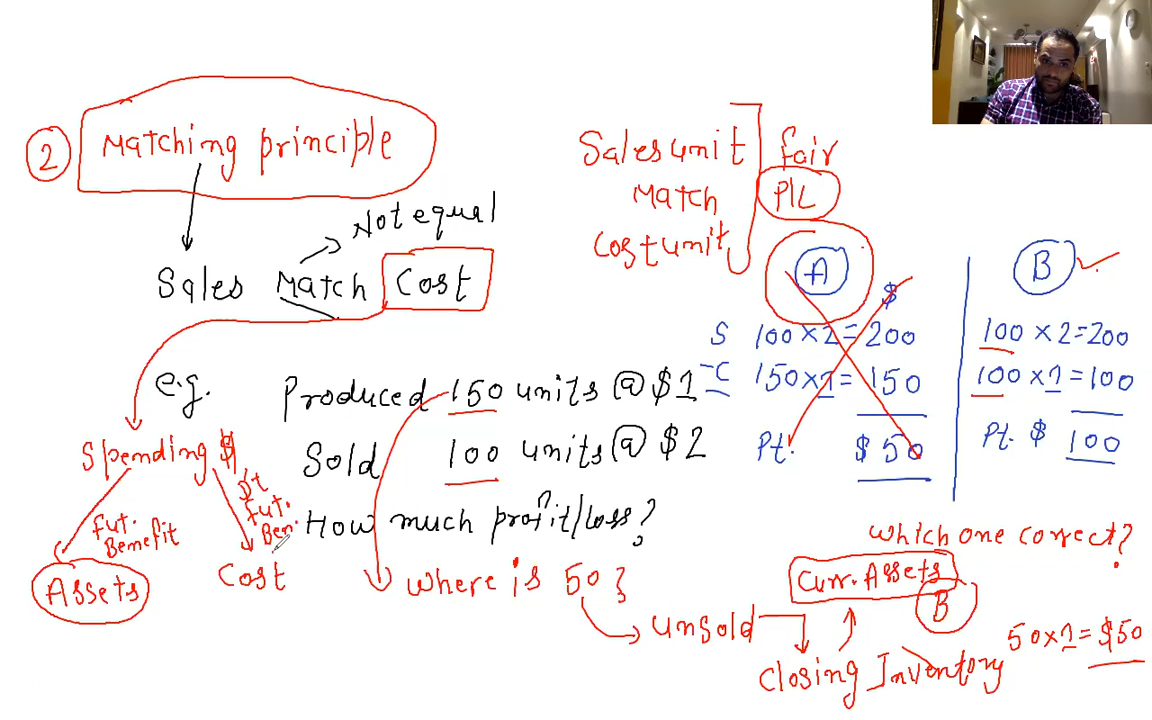 2 Matching principle
Not equal
Sales Match Cost
e.g. Produced 150 units @ $1
Sold 100 units @ $2
How much profit/loss?
Spending $
Fut. Benefit
Fut. Ben.
Assets
Cost
Where is 50?
Unsold
Closing Inventory
Curr. Assets
50 x 1 = $50
Sales unit
Match
Cost unit
fair
P/L
A
$
S 100 x 2 = 200
- C 150 x 1 = 150
Pt. $ 50
B
100 x 2 = 200
100 x 1 = 100
Pt. $ 100
Which one correct?
B